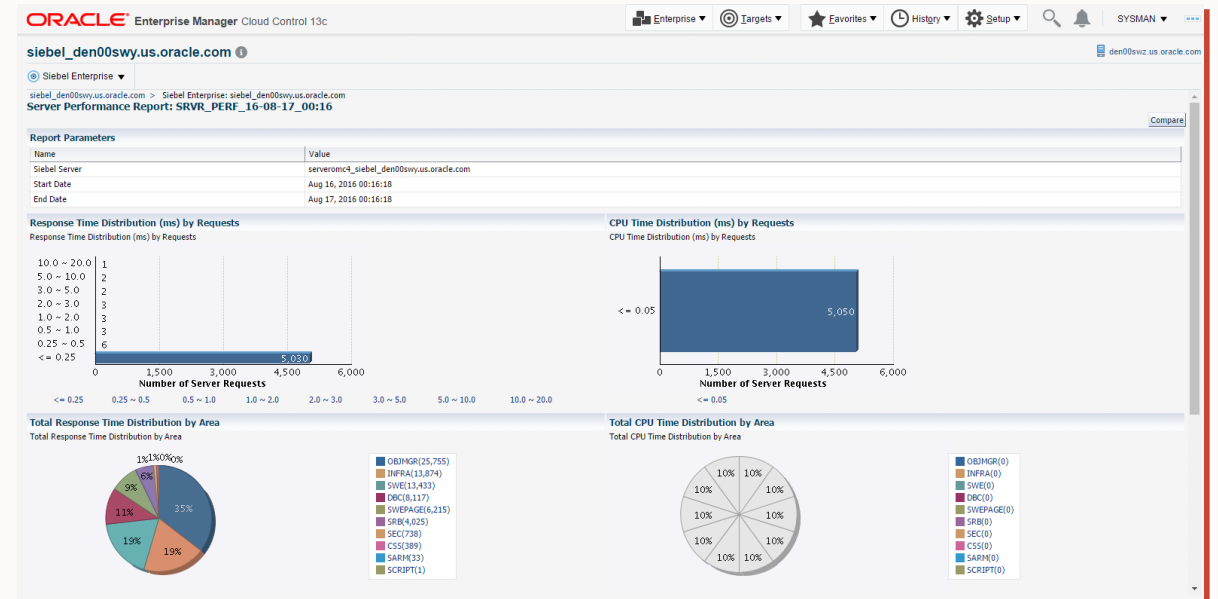 ORACLE® Enterprise Manager Cloud Control 13c
Enterprise ▼ Targets ▼ Favorites ▼ History ▼ Setup ▼ SYSMAN ▼
siebel_den00swy.us.oracle.com
den00swz.us.oracle.com
Siebel Enterprise ▼
siebel_den00swy.us.oracle.com > Siebel Enterprise: siebel_den00swy.us.oracle.com
Server Performance Report: SRVR_PERF_16-08-17_00:16
Compare
Report Parameters
Name Value
Siebel Server serveromc4_siebel_den00swy.us.oracle.com
Start Date Aug 16, 2016 00:16:18
End Date Aug 17, 2016 00:16:18
Response Time Distribution (ms) by Requests
Response Time Distribution (ms) by Requests
10.0 ~ 20.0 1
5.0 ~ 10.0 2
3.0 ~ 5.0 2
2.0 ~ 3.0 3
1.0 ~ 2.0 3
0.5 ~ 1.0 3
0.25 ~ 0.5 6
<= 0.25 5,030
0 1,500 3,000 4,500 6,000
Number of Server Requests
<= 0.25 0.25 ~ 0.5 0.5 ~ 1.0 1.0 ~ 2.0 2.0 ~ 3.0 3.0 ~ 5.0 5.0 ~ 10.0 10.0 ~ 20.0
CPU Time Distribution (ms) by Requests
CPU Time Distribution (ms) by Requests
<= 0.05 5,050
0 1,500 3,000 4,500 6,000
Number of Server Requests
<= 0.05
Total Response Time Distribution by Area
Total Response Time Distribution by Area
1%1%0%0%
6%
9%
35%
11%
19%
19%
OBJMGR(25,755)
INFRA(13,874)
SWE(13,433)
DBC(8,117)
SWEPAGE(6,215)
SRB(4,025)
SEC(738)
CSS(389)
SARM(33)
SCRIPT(1)
Total CPU Time Distribution by Area
Total CPU Time Distribution by Area
10% 10%
10% 10%
10% 10%
10% 10%
10% 10%
OBJMGR(0)
INFRA(0)
SWE(0)
DBC(0)
SWEPAGE(0)
SRB(0)
SEC(0)
CSS(0)
SARM(0)
SCRIPT(0)